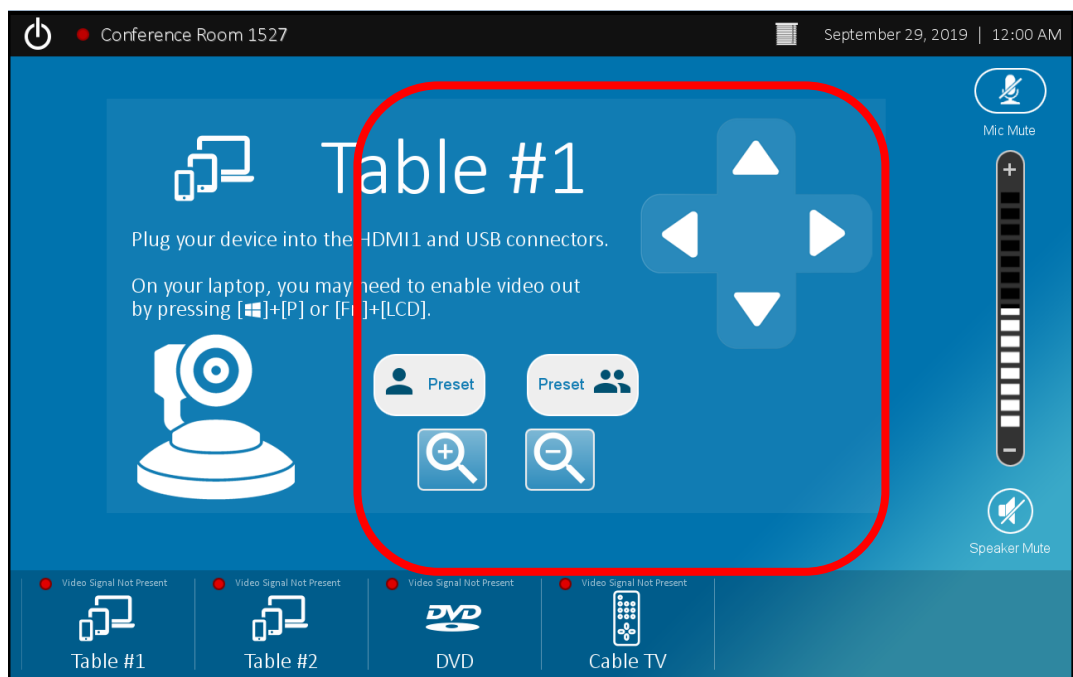 Conference Room 1527
September 29, 2019 | 12:00 AM
Mic Mute
Table #1
Plug your device into the HDMI1 and USB connectors.
On your laptop, you may need to enable video out
by pressing [⊞]+[P] or [Fn]+[LCD].
Preset
Preset
+
−
+
−
Speaker Mute
Video Signal Not Present
Video Signal Not Present
Video Signal Not Present
Video Signal Not Present
DVD
Table #1
Table #2
DVD
Cable TV